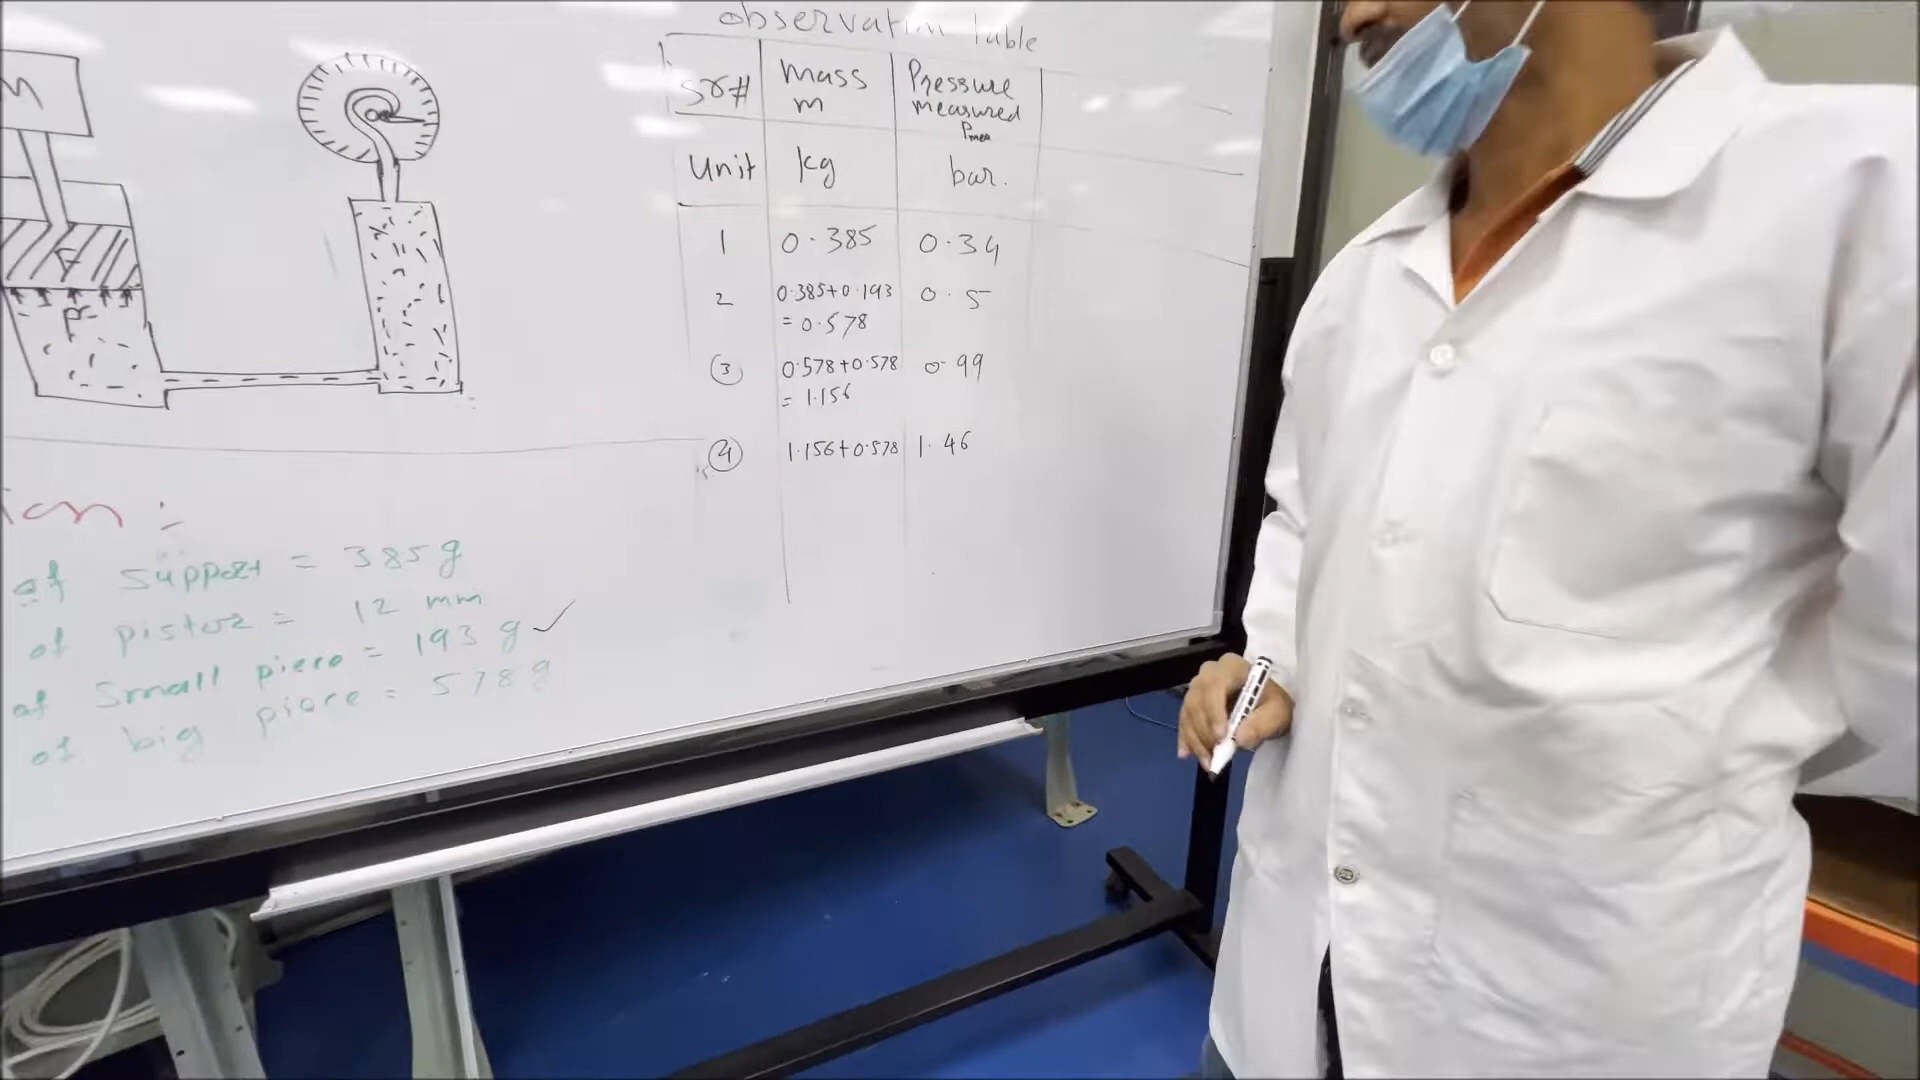 observation table
Sr# mass m Pressure measured Pmea
Unit kg bar.
1 0.385 0.34
2 0.385+0.193 0.5
= 0.578
3 0.578+0.578 0.99
= 1.156
4 1.156+0.578 1.46
M
of support = 385g
of piston = 12 mm
of small piece = 193 g ✓
of big piece = 578g